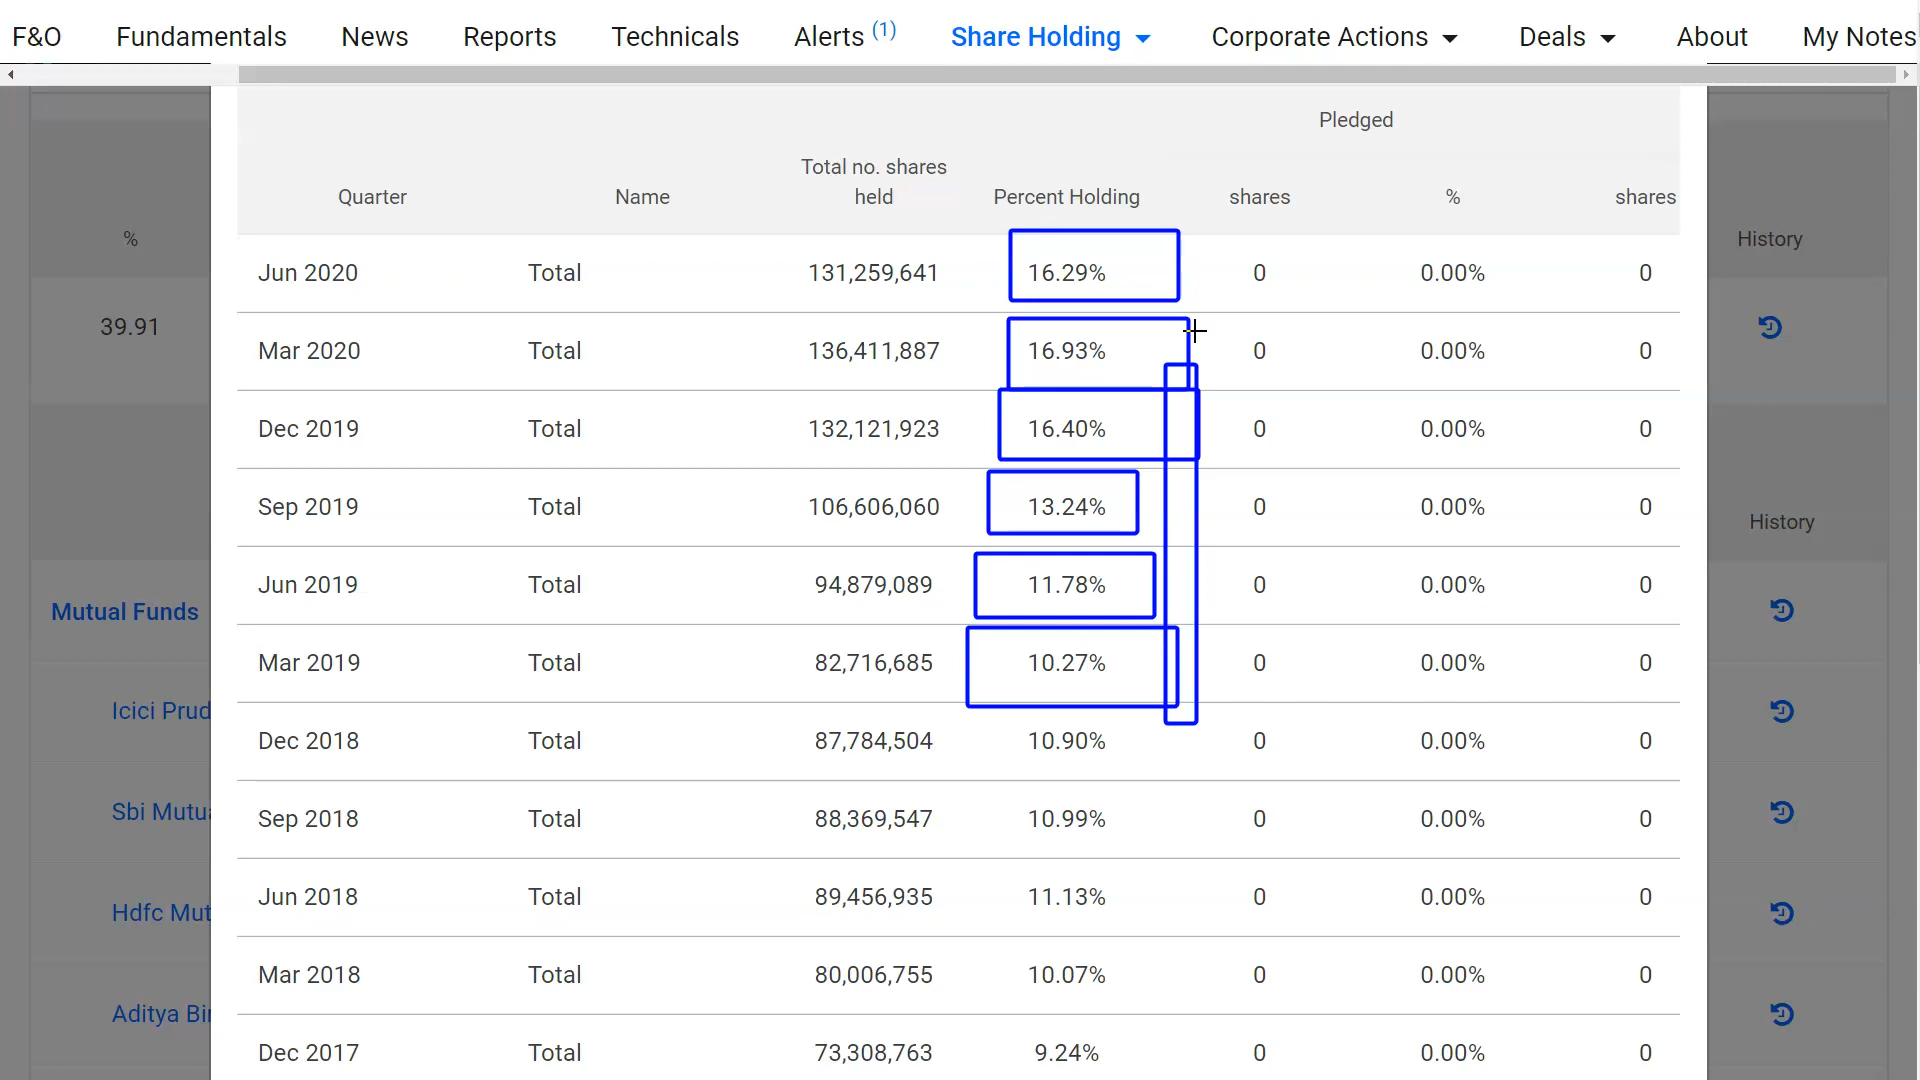 F&O Fundamentals News Reports Technicals Alerts (1) Share Holding Corporate Actions Deals About My Notes
Pledged
Total no. shares
Quarter Name held Percent Holding shares % shares
% History
Jun 2020 Total 131,259,641 16.29% 0 0.00% 0
39.91
Mar 2020 Total 136,411,887 16.93% 0 0.00% 0
Dec 2019 Total 132,121,923 16.40% 0 0.00% 0
Sep 2019 Total 106,606,060 13.24% 0 0.00% 0
History
Jun 2019 Total 94,879,089 11.78% 0 0.00% 0
Mutual Funds
Mar 2019 Total 82,716,685 10.27% 0 0.00% 0
Icici Prud
Dec 2018 Total 87,784,504 10.90% 0 0.00% 0
Sbi Mutua
Sep 2018 Total 88,369,547 10.99% 0 0.00% 0
Jun 2018 Total 89,456,935 11.13% 0 0.00% 0
Hdfc Mut
Mar 2018 Total 80,006,755 10.07% 0 0.00% 0
Aditya Bir
Dec 2017 Total 73,308,763 9.24% 0 0.00% 0